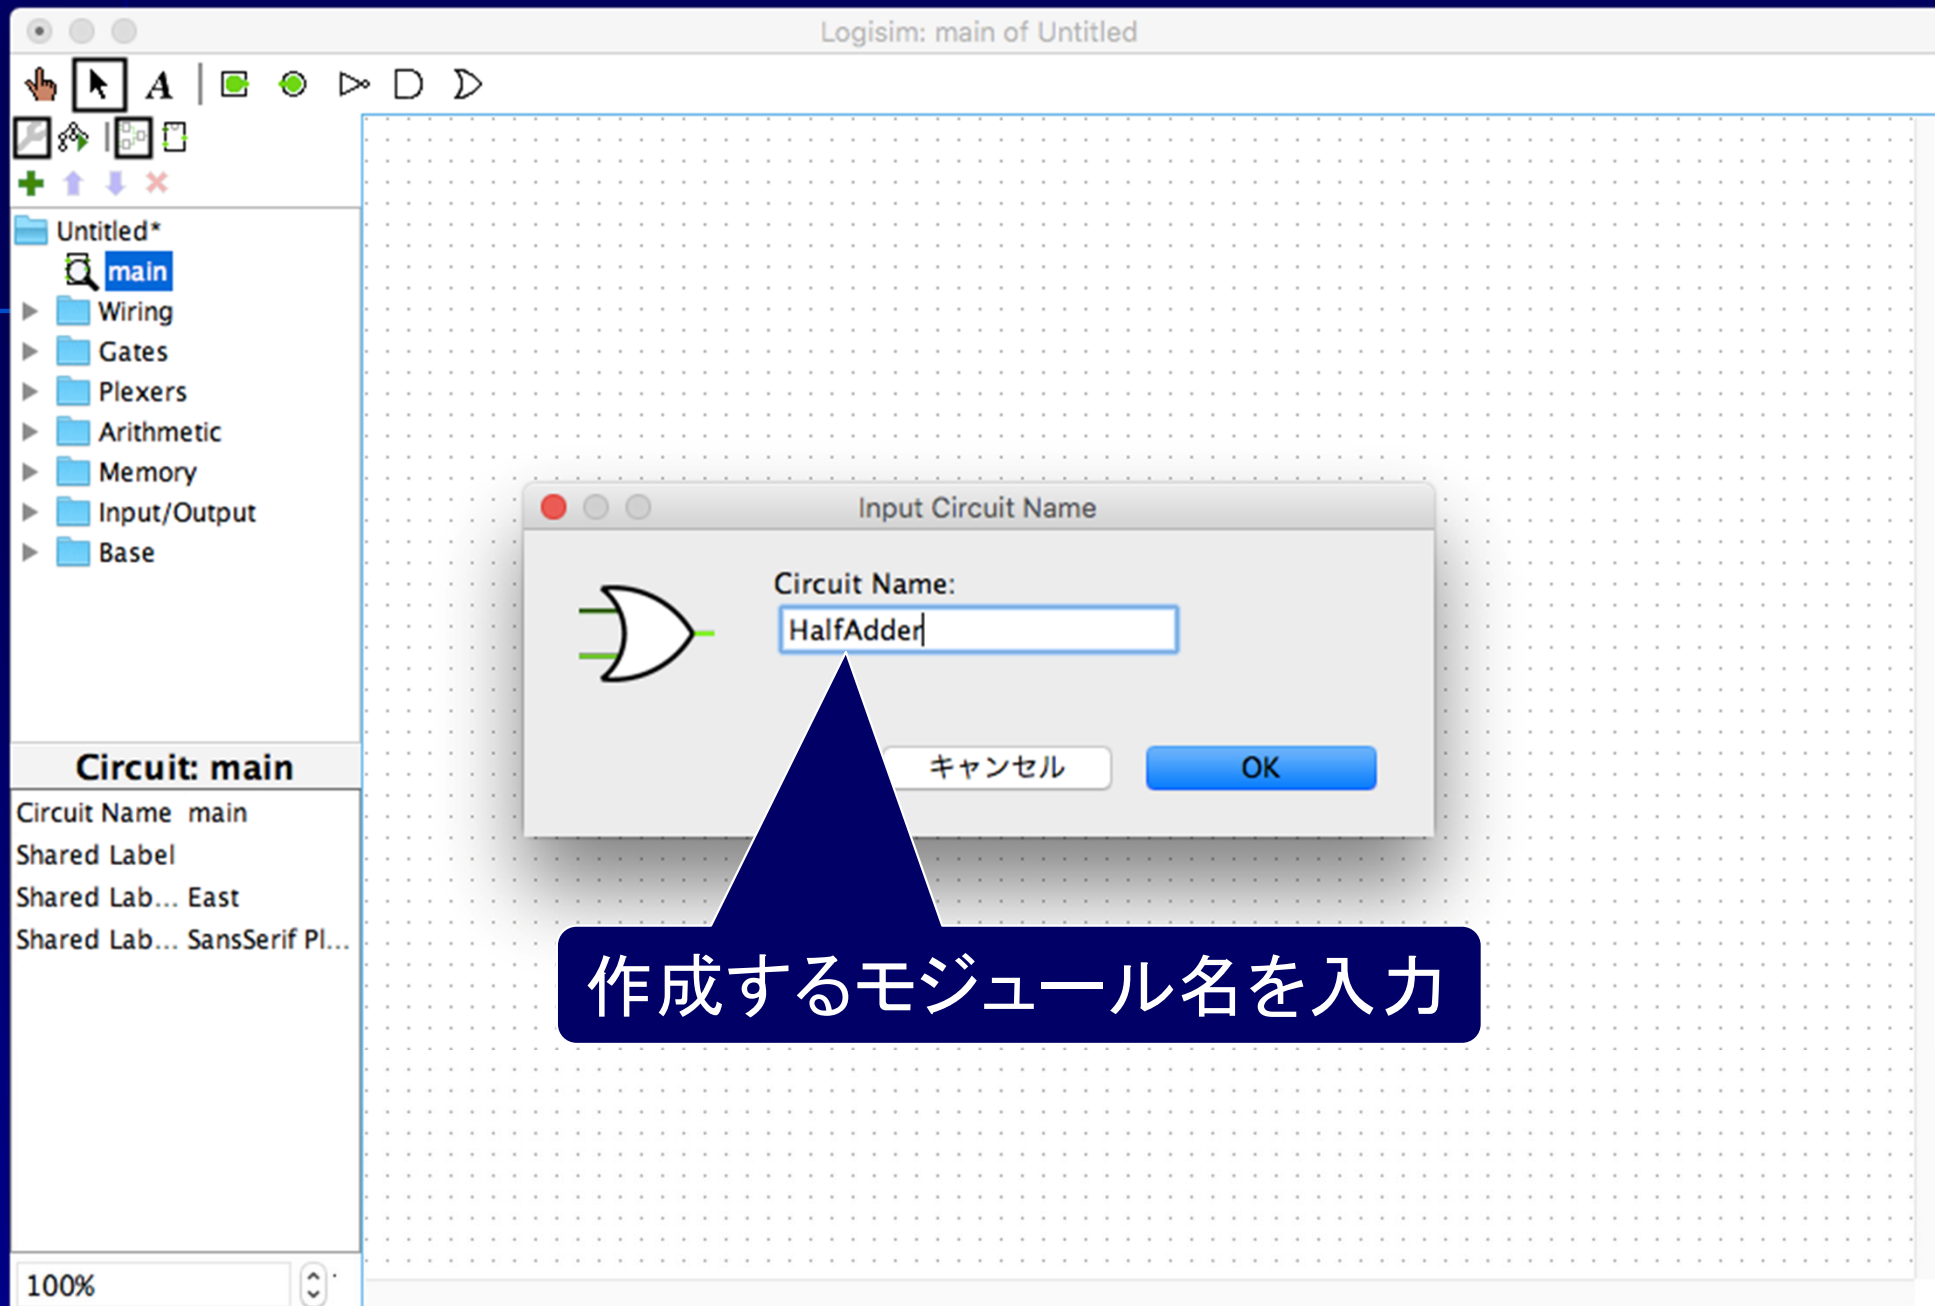 Logisim: main of Untitled
A
Untitled*
main
Wiring
Gates
Plexers
Arithmetic
Memory
Input/Output
Base
Input Circuit Name
Circuit Name:
HalfAdder
キャンセル
OK
作成するモジュール名を入力
Circuit: main
Circuit Name main
Shared Label
Shared Lab... East
Shared Lab... SansSerif Pl...
100%